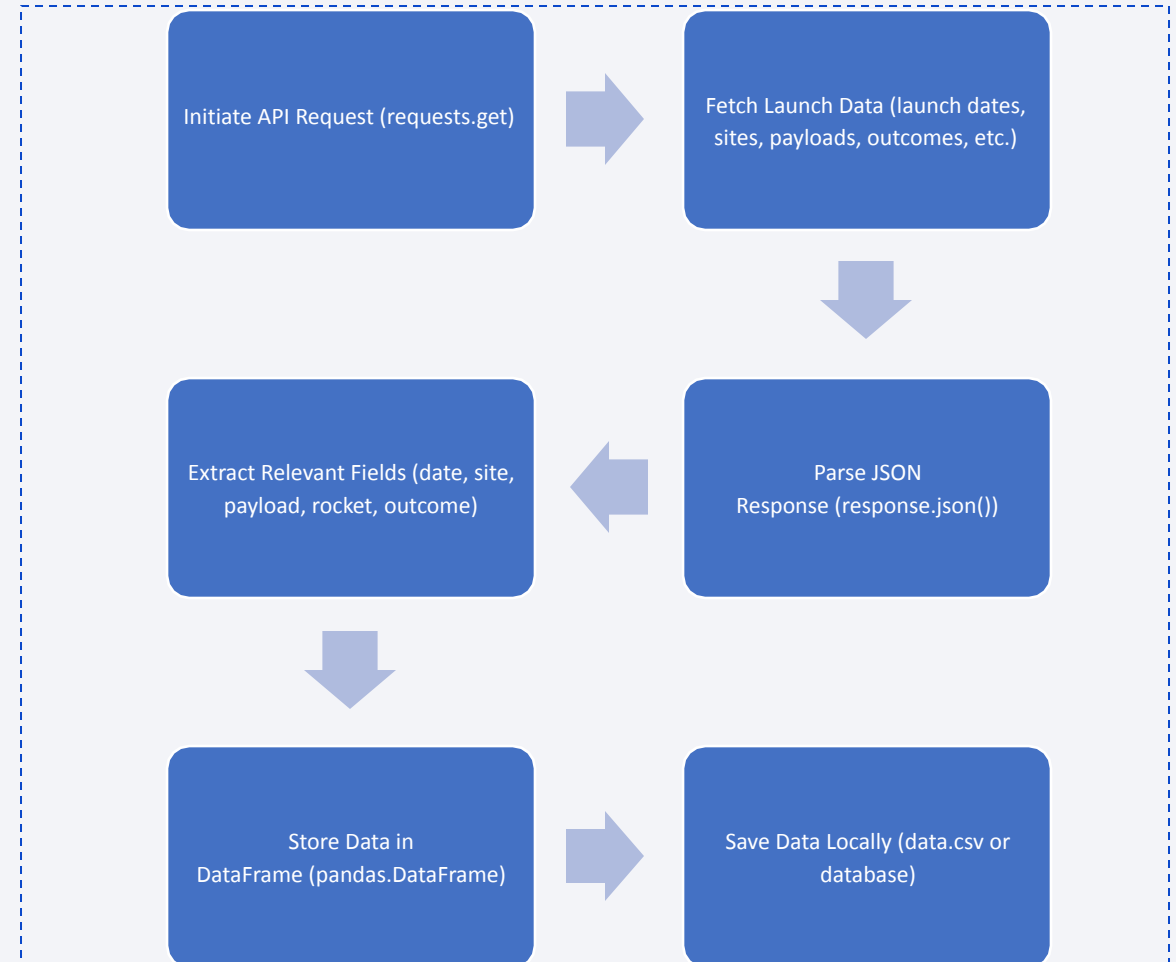 Initiate API Request (requests.get)
Fetch Launch Data (launch dates,
sites, payloads, outcomes, etc.)
Parse JSON
Response (response.json())
Extract Relevant Fields (date, site,
payload, rocket, outcome)
Store Data in
DataFrame (pandas.DataFrame)
Save Data Locally (data.csv or
database)